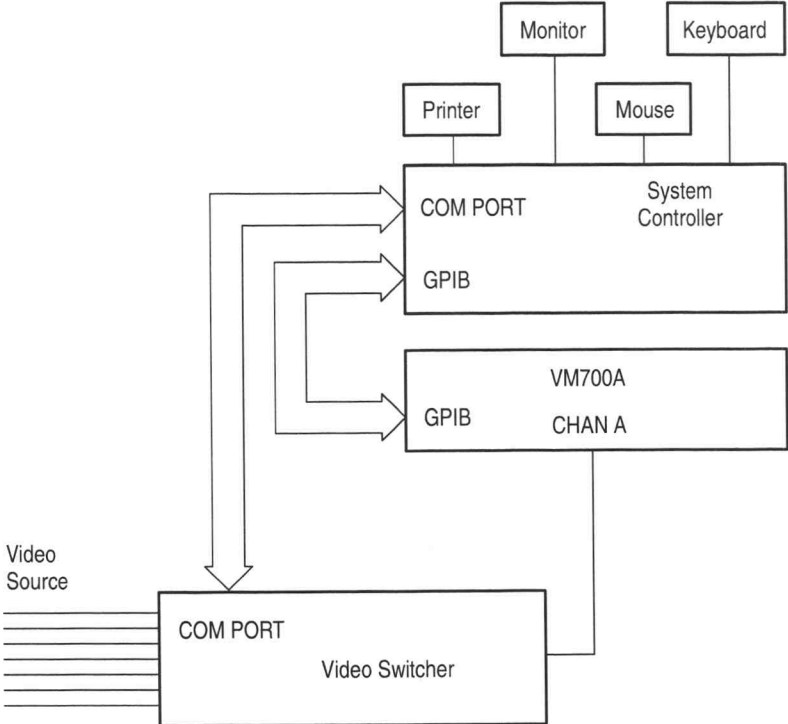 Monitor
Keyboard
Printer
Mouse
COM PORT
System
Controller
GPIB
VM700A
GPIB
CHAN A
Video
Source
COM PORT
Video Switcher